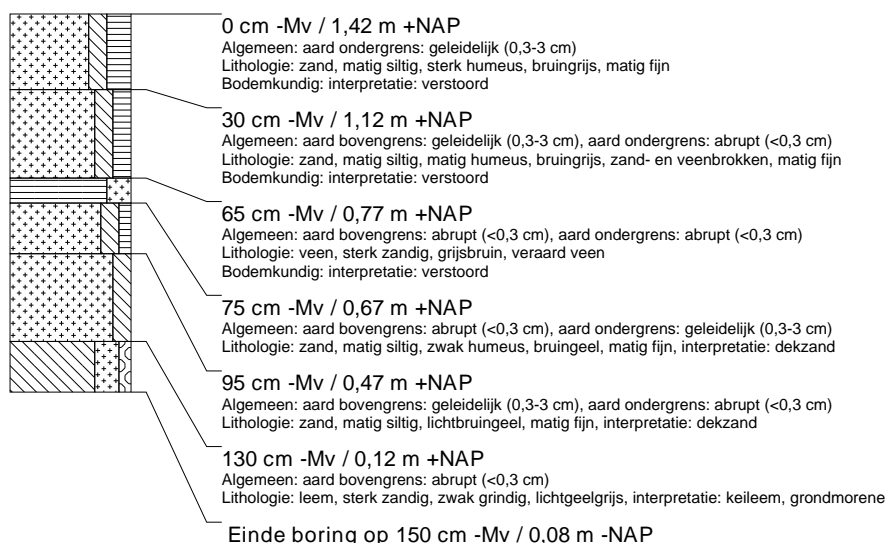 0 cm -Mv / 1,42 m +NAP
Algemeen: aard ondergrens: geleidelijk (0,3-3 cm)
Lithologie: zand, matig siltig, sterk humeus, bruingrijs, matig fijn
Bodemkundig: interpretatie: verstoord
30 cm -Mv / 1,12 m +NAP
Algemeen: aard bovengrens: geleidelijk (0,3-3 cm), aard ondergrens: abrupt (<0,3 cm)
Lithologie: zand, matig siltig, matig humeus, bruingrijs, zand- en veenbrokken, matig fijn
Bodemkundig: interpretatie: verstoord
65 cm -Mv / 0,77 m +NAP
Algemeen: aard bovengrens: abrupt (<0,3 cm), aard ondergrens: abrupt (<0,3 cm)
Lithologie: veen, sterk zandig, grijsbruin, veraard veen
Bodemkundig: interpretatie: verstoord
75 cm -Mv / 0,67 m +NAP
Algemeen: aard bovengrens: abrupt (<0,3 cm), aard ondergrens: geleidelijk (0,3-3 cm)
Lithologie: zand, matig siltig, zwak humeus, bruingeel, matig fijn, interpretatie: dekzand
95 cm -Mv / 0,47 m +NAP
Algemeen: aard bovengrens: geleidelijk (0,3-3 cm), aard ondergrens: abrupt (<0,3 cm)
Lithologie: zand, matig siltig, lichtbruingeel, matig fijn, interpretatie: dekzand
130 cm -Mv / 0,12 m +NAP
Algemeen: aard bovengrens: abrupt (<0,3 cm)
Lithologie: leem, sterk zandig, zwak grindig, lichtgeelgrijs, interpretatie: keileem, grondmorene
Einde boring op 150 cm -Mv / 0,08 m -NAP